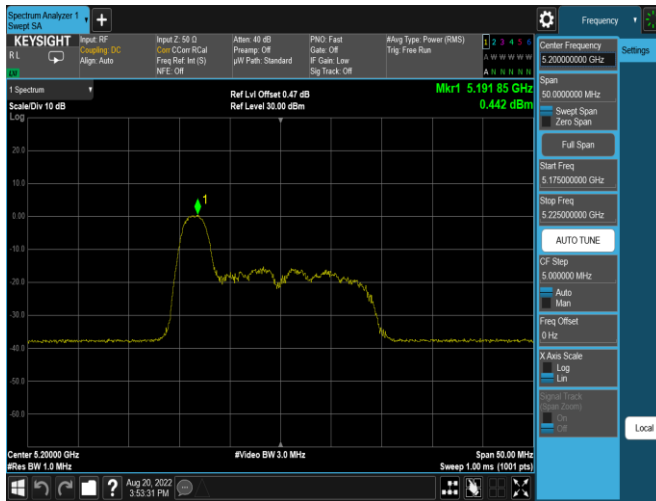 Spectrum Analyzer 1
Swept SA
+
Frequency
KEYSIGHT
R L
LXI
Input: RF
Coupling: DC
Align: Auto
Input Z: 50 Ω
Corr CCorr RCal
Freq Ref: Int (S)
NFE: Off
Atten: 40 dB
Preamp: Off
µW Path: Standard
PNO: Fast
Gate: Off
IF Gain: Low
Sig Track: Off
#Avg Type: Power (RMS)
Trig: Free Run
1 2 3 4 5 6
A W W W W W
A N N N N N
1 Spectrum
Scale/Div 10 dB
Log
Ref Lvl Offset 0.47 dB
Ref Level 30.00 dBm
Mkr1 5.191 85 GHz
0.442 dBm
1
20.0
10.0
0.00
-10.0
-20.0
-30.0
-40.0
-50.0
-60.0
Center 5.20000 GHz
#Res BW 1.0 MHz
#Video BW 3.0 MHz
Span 50.00 MHz
Sweep 1.00 ms (1001 pts)
Aug 20, 2022
3:53:31 PM
?
Center Frequency
5.200000000 GHz
Settings
Span
50.0000000 MHz
Swept Span
Zero Span
Full Span
Start Freq
5.175000000 GHz
Stop Freq
5.225000000 GHz
AUTO TUNE
CF Step
5.000000 MHz
Auto
Man
Freq Offset
0 Hz
X Axis Scale
Log
Lin
Signal Track
(Span Zoom)
On
Off
Local